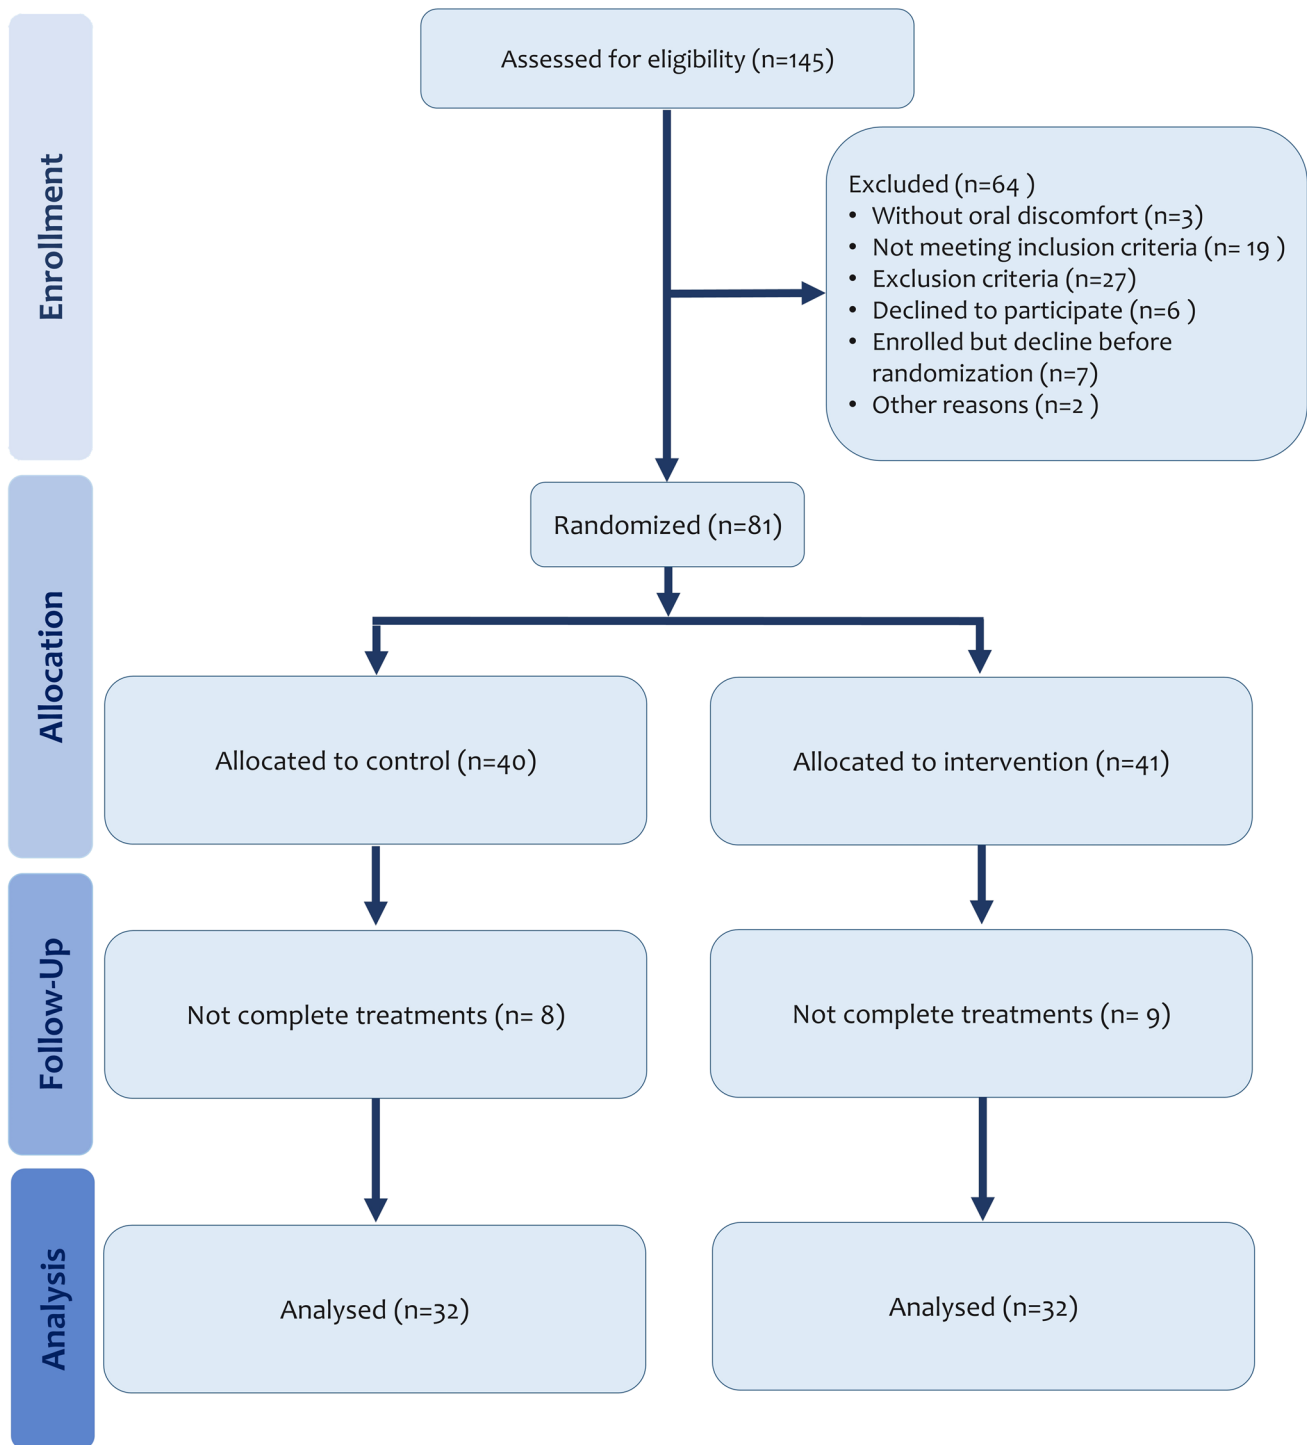 Assessed for eligibility (n=145)
Enrollment
Excluded (n=64 )
• Without oral discomfort (n=3)
• Not meeting inclusion criteria (n= 19 )
• Exclusion criteria (n=27)
• Declined to participate (n=6 )
• Enrolled but decline before
randomization (n=7)
• Other reasons (n=2 )
Randomized (n=81)
Allocation
Allocated to control (n=40)
Allocated to intervention (n=41)
Follow-Up
Not complete treatments (n= 8)
Not complete treatments (n= 9)
Analysis
Analysed (n=32)
Analysed (n=32)